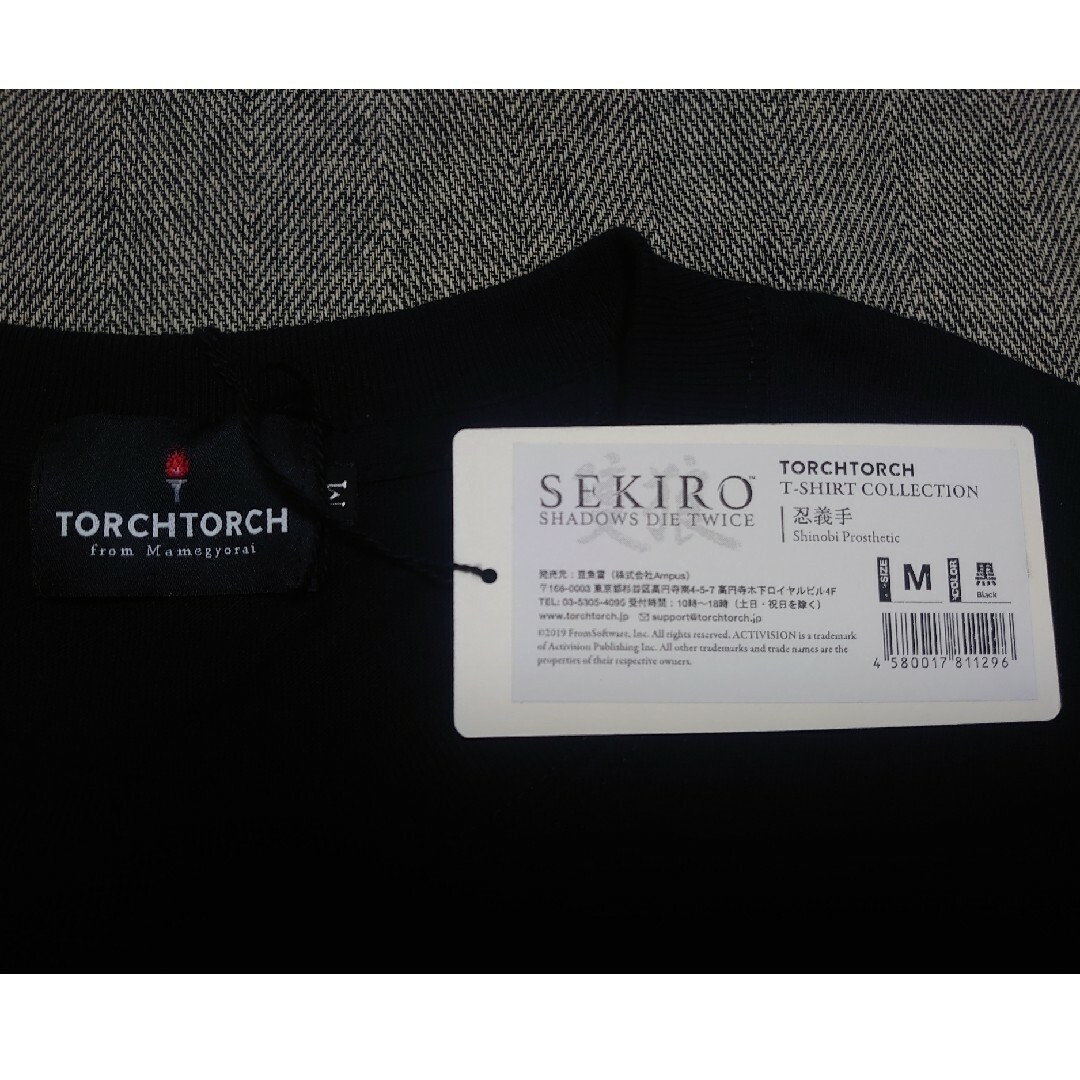 TORCHTORCH
from Mamegyorai
M
SEKIRO™
SHADOWS DIE TWICE
隻狼
TORCHTORCH
T-SHIRT COLLECTION
忍義手
Shinobi Prosthetic
発売元：豆魚雷（株式会社Ampus）
〒166-0003 東京都杉並区高円寺南4-5-7 高円寺木下ロイヤルビル4F
TEL: 03-5305-4095 受付時間：10時～18時（土日・祝日を除く）
www.torchtorch.jp ✉support@torchtorch.jp
©2019 FromSoftware, Inc. All rights reserved. ACTIVISION is a trademark
of Activision Publishing Inc. All other trademarks and trade names are the
properties of their respective owners.
SIZE
M
COLOR
黒
Black
4 580017 811296